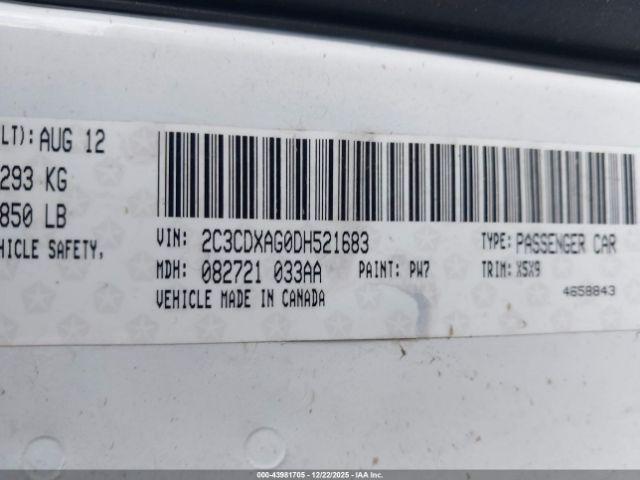 LT): AUG 12
293 KG
850 LB
HICLE SAFETY,
VIN: 2C3CDXAG0DH521683 TYPE: PASSENGER CAR
MDH: 082721 033AA PAINT: PW7 TRIM: X5X9
VEHICLE MADE IN CANADA 4658843
000-43981705 - 12/22/2025 - IAA Inc.